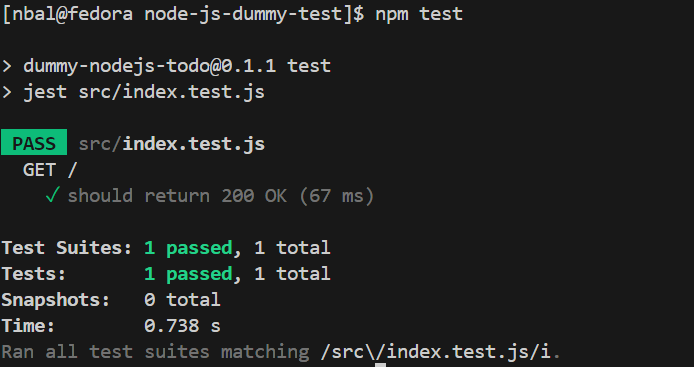 [nbal@fedora node-js-dummy-test]$ npm test
> dummy-nodejs-todo@0.1.1 test
> jest src/index.test.js
PASS src/index.test.js
GET /
✓ should return 200 OK (67 ms)
Test Suites: 1 passed, 1 total
Tests: 1 passed, 1 total
Snapshots: 0 total
Time: 0.738 s
Ran all test suites matching /src\/index.test.js/i.